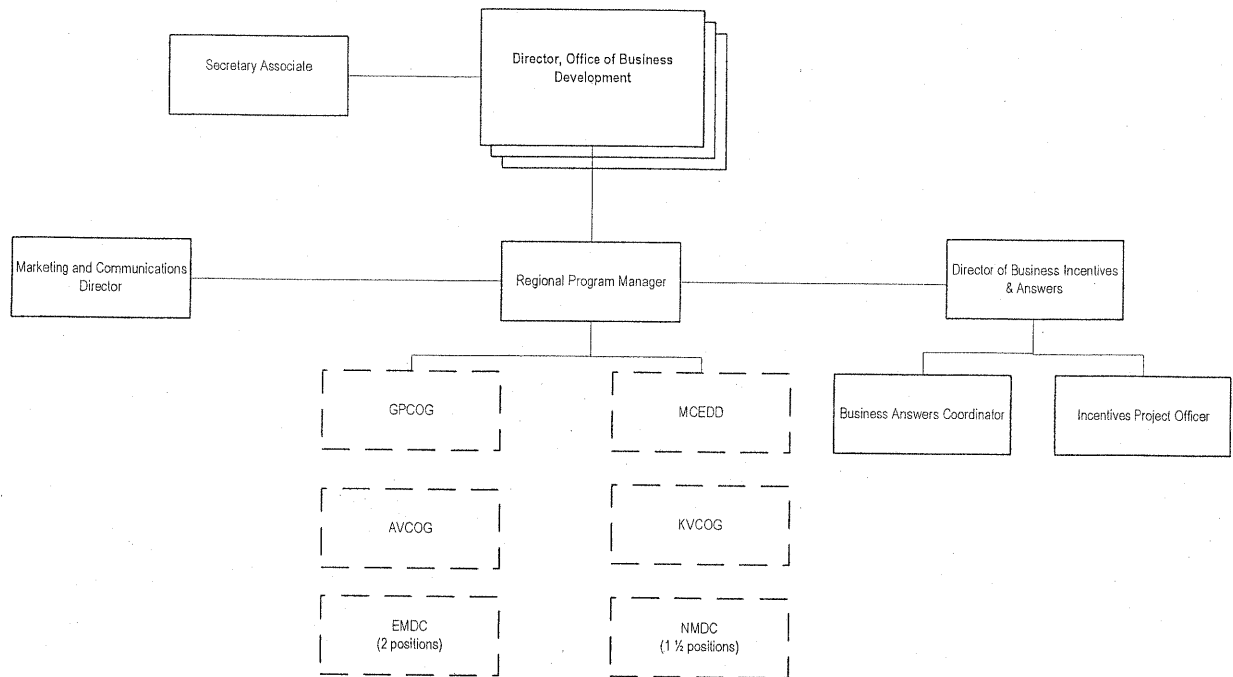 Secretary Associate
Director, Office of Business
Development
Marketing and Communications
Director
Regional Program Manager
Director of Business Incentives
& Answers
GPCOG
MCEDD
Business Answers Coordinator
Incentives Project Officer
AVCOG
KVCOG
EMDC
(2 positions)
NMDC
(1 ½ positions)